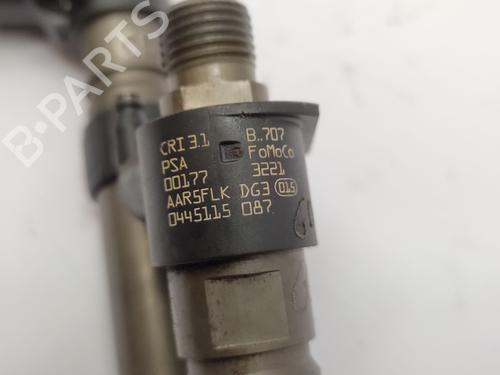 B-PARTS
CRI 3.1 B..707
PSA FoMoCo
00177 3221
AAR5FLK DG3 015
0445115 087